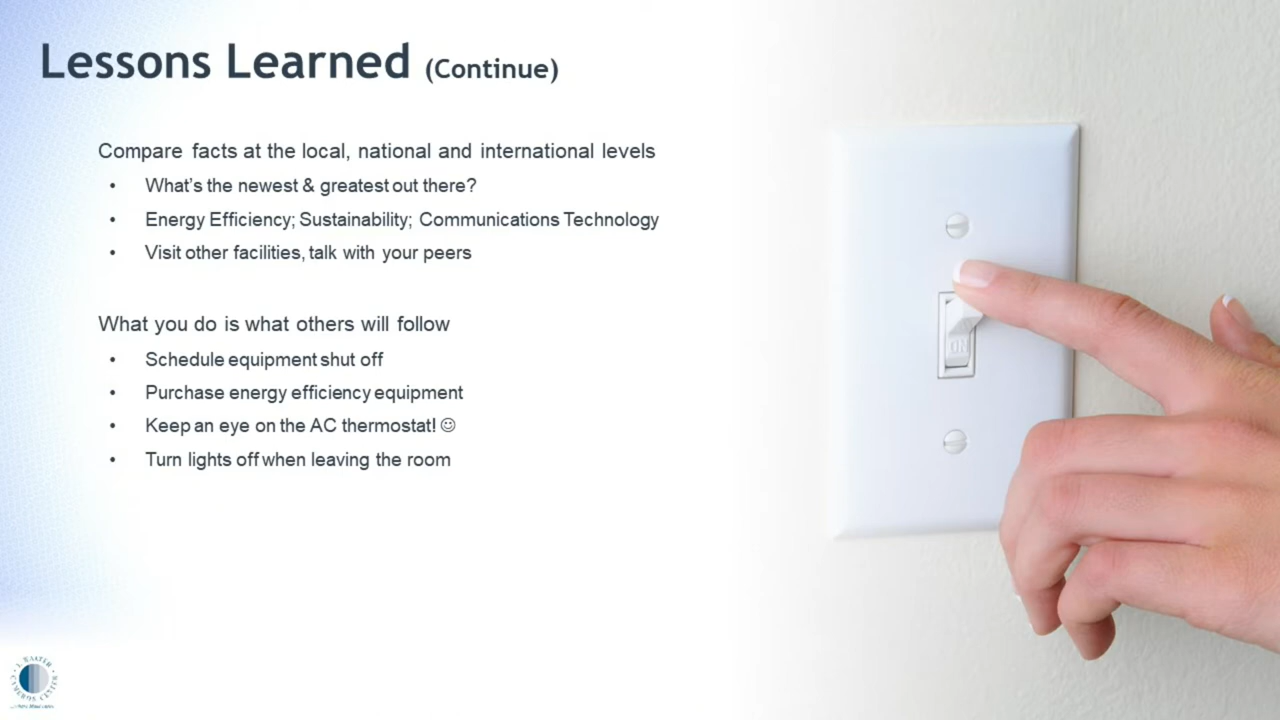 Lessons Learned (Continue)
Compare facts at the local, national and international levels
• What's the newest & greatest out there?
• Energy Efficiency; Sustainability; Communications Technology
• Visit other facilities, talk with your peers
What you do is what others will follow
• Schedule equipment shut off
• Purchase energy efficiency equipment
• Keep an eye on the AC thermostat! ☺
• Turn lights off when leaving the room
ON
J. WALTER
CAMERON CENTER